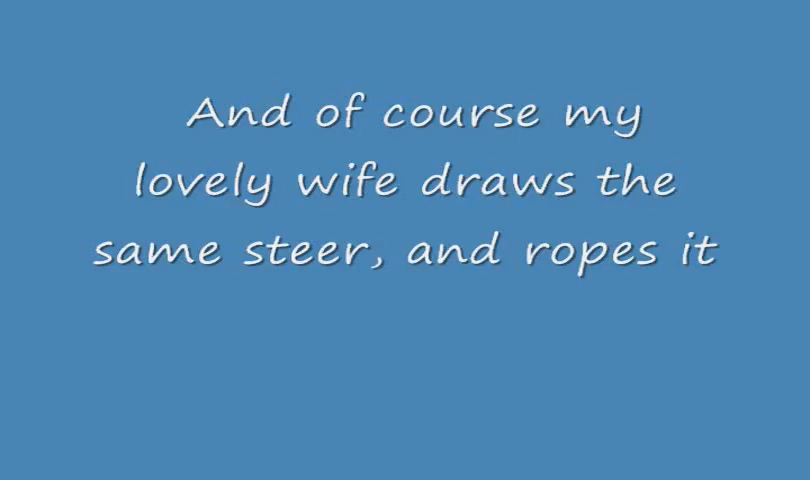 And of course my
lovely wife draws the
same steer, and ropes it